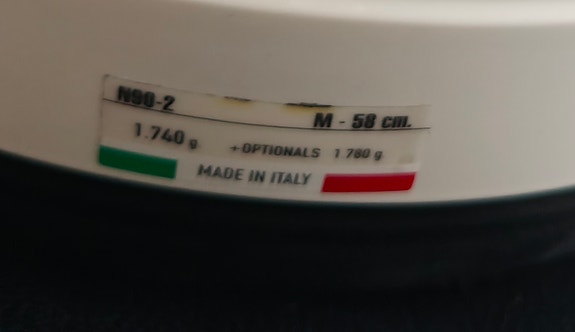 N90-2
M - 58 cm.
1.740 g +OPTIONALS 1 780 g
MADE IN ITALY